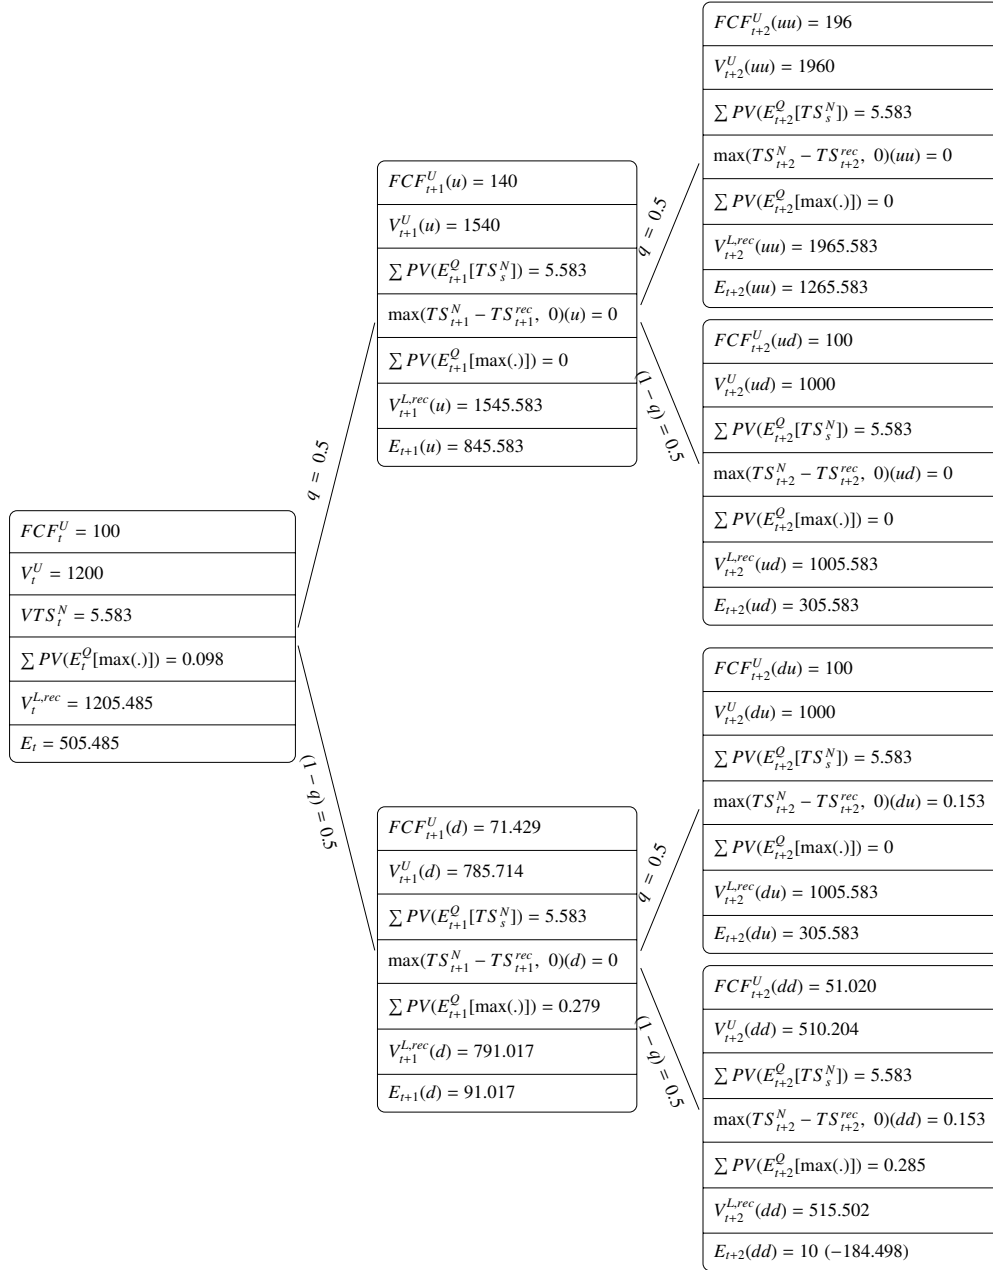 FCF^U_t = 100
V^U_t = 1200
VTS^N_t = 5.583
∑ PV(E^Q_t[max(.)]) = 0.098
V^{L,rec}_t = 1205.485
E_t = 505.485
q = 0.5
(1 − q) = 0.5
FCF^U_{t+1}(u) = 140
V^U_{t+1}(u) = 1540
∑ PV(E^Q_{t+1}[TS^N_s]) = 5.583
max(TS^N_{t+1} − TS^{rec}_{t+1}, 0)(u) = 0
∑ PV(E^Q_{t+1}[max(.)]) = 0
V^{L,rec}_{t+1}(u) = 1545.583
E_{t+1}(u) = 845.583
q = 0.5
(1 − q) = 0.5
FCF^U_{t+1}(d) = 71.429
V^U_{t+1}(d) = 785.714
∑ PV(E^Q_{t+1}[TS^N_s]) = 5.583
max(TS^N_{t+1} − TS^{rec}_{t+1}, 0)(d) = 0
∑ PV(E^Q_{t+1}[max(.)]) = 0.279
V^{L,rec}_{t+1}(d) = 791.017
E_{t+1}(d) = 91.017
q = 0.5
(1 − q) = 0.5
FCF^U_{t+2}(uu) = 196
V^U_{t+2}(uu) = 1960
∑ PV(E^Q_{t+2}[TS^N_s]) = 5.583
max(TS^N_{t+2} − TS^{rec}_{t+2}, 0)(uu) = 0
∑ PV(E^Q_{t+2}[max(.)]) = 0
V^{L,rec}_{t+2}(uu) = 1965.583
E_{t+2}(uu) = 1265.583
FCF^U_{t+2}(ud) = 100
V^U_{t+2}(ud) = 1000
∑ PV(E^Q_{t+2}[TS^N_s]) = 5.583
max(TS^N_{t+2} − TS^{rec}_{t+2}, 0)(ud) = 0
∑ PV(E^Q_{t+2}[max(.)]) = 0
V^{L,rec}_{t+2}(ud) = 1005.583
E_{t+2}(ud) = 305.583
FCF^U_{t+2}(du) = 100
V^U_{t+2}(du) = 1000
∑ PV(E^Q_{t+2}[TS^N_s]) = 5.583
max(TS^N_{t+2} − TS^{rec}_{t+2}, 0)(du) = 0.153
∑ PV(E^Q_{t+2}[max(.)]) = 0
V^{L,rec}_{t+2}(du) = 1005.583
E_{t+2}(du) = 305.583
FCF^U_{t+2}(dd) = 51.020
V^U_{t+2}(dd) = 510.204
∑ PV(E^Q_{t+2}[TS^N_s]) = 5.583
max(TS^N_{t+2} − TS^{rec}_{t+2}, 0)(dd) = 0.153
∑ PV(E^Q_{t+2}[max(.)]) = 0.285
V^{L,rec}_{t+2}(dd) = 515.502
E_{t+2}(dd) = 10 (−184.498)